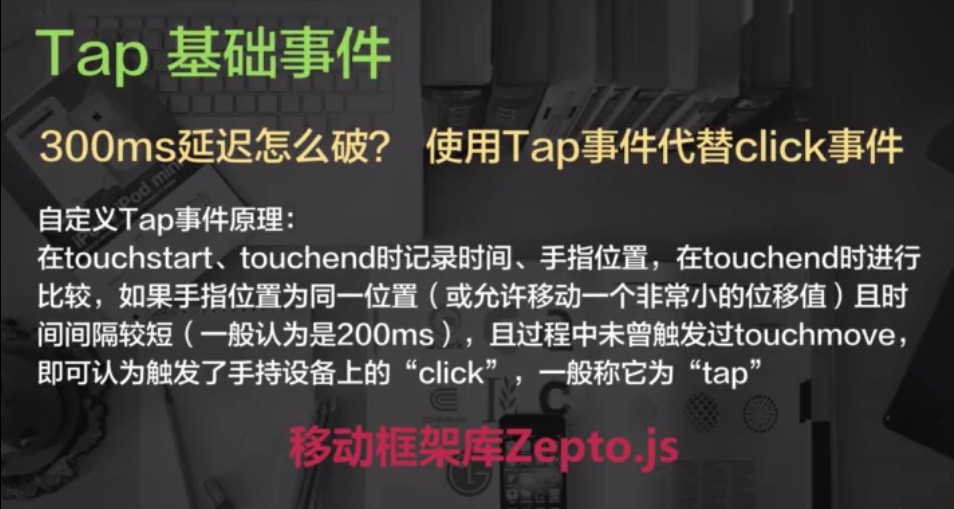 Tap 基础事件
300ms延迟怎么破? 使用Tap事件代替click事件
自定义Tap事件原理：
在touchstart、touchend时记录时间、手指位置，在touchend时进行
比较，如果手指位置为同一位置（或允许移动一个非常小的位移值）且时
间间隔较短（一般认为是200ms），且过程中未曾触发过touchmove，
即可认为触发了手持设备上的“click”，一般称它为“tap”
移动框架库Zepto.js
iPod mini